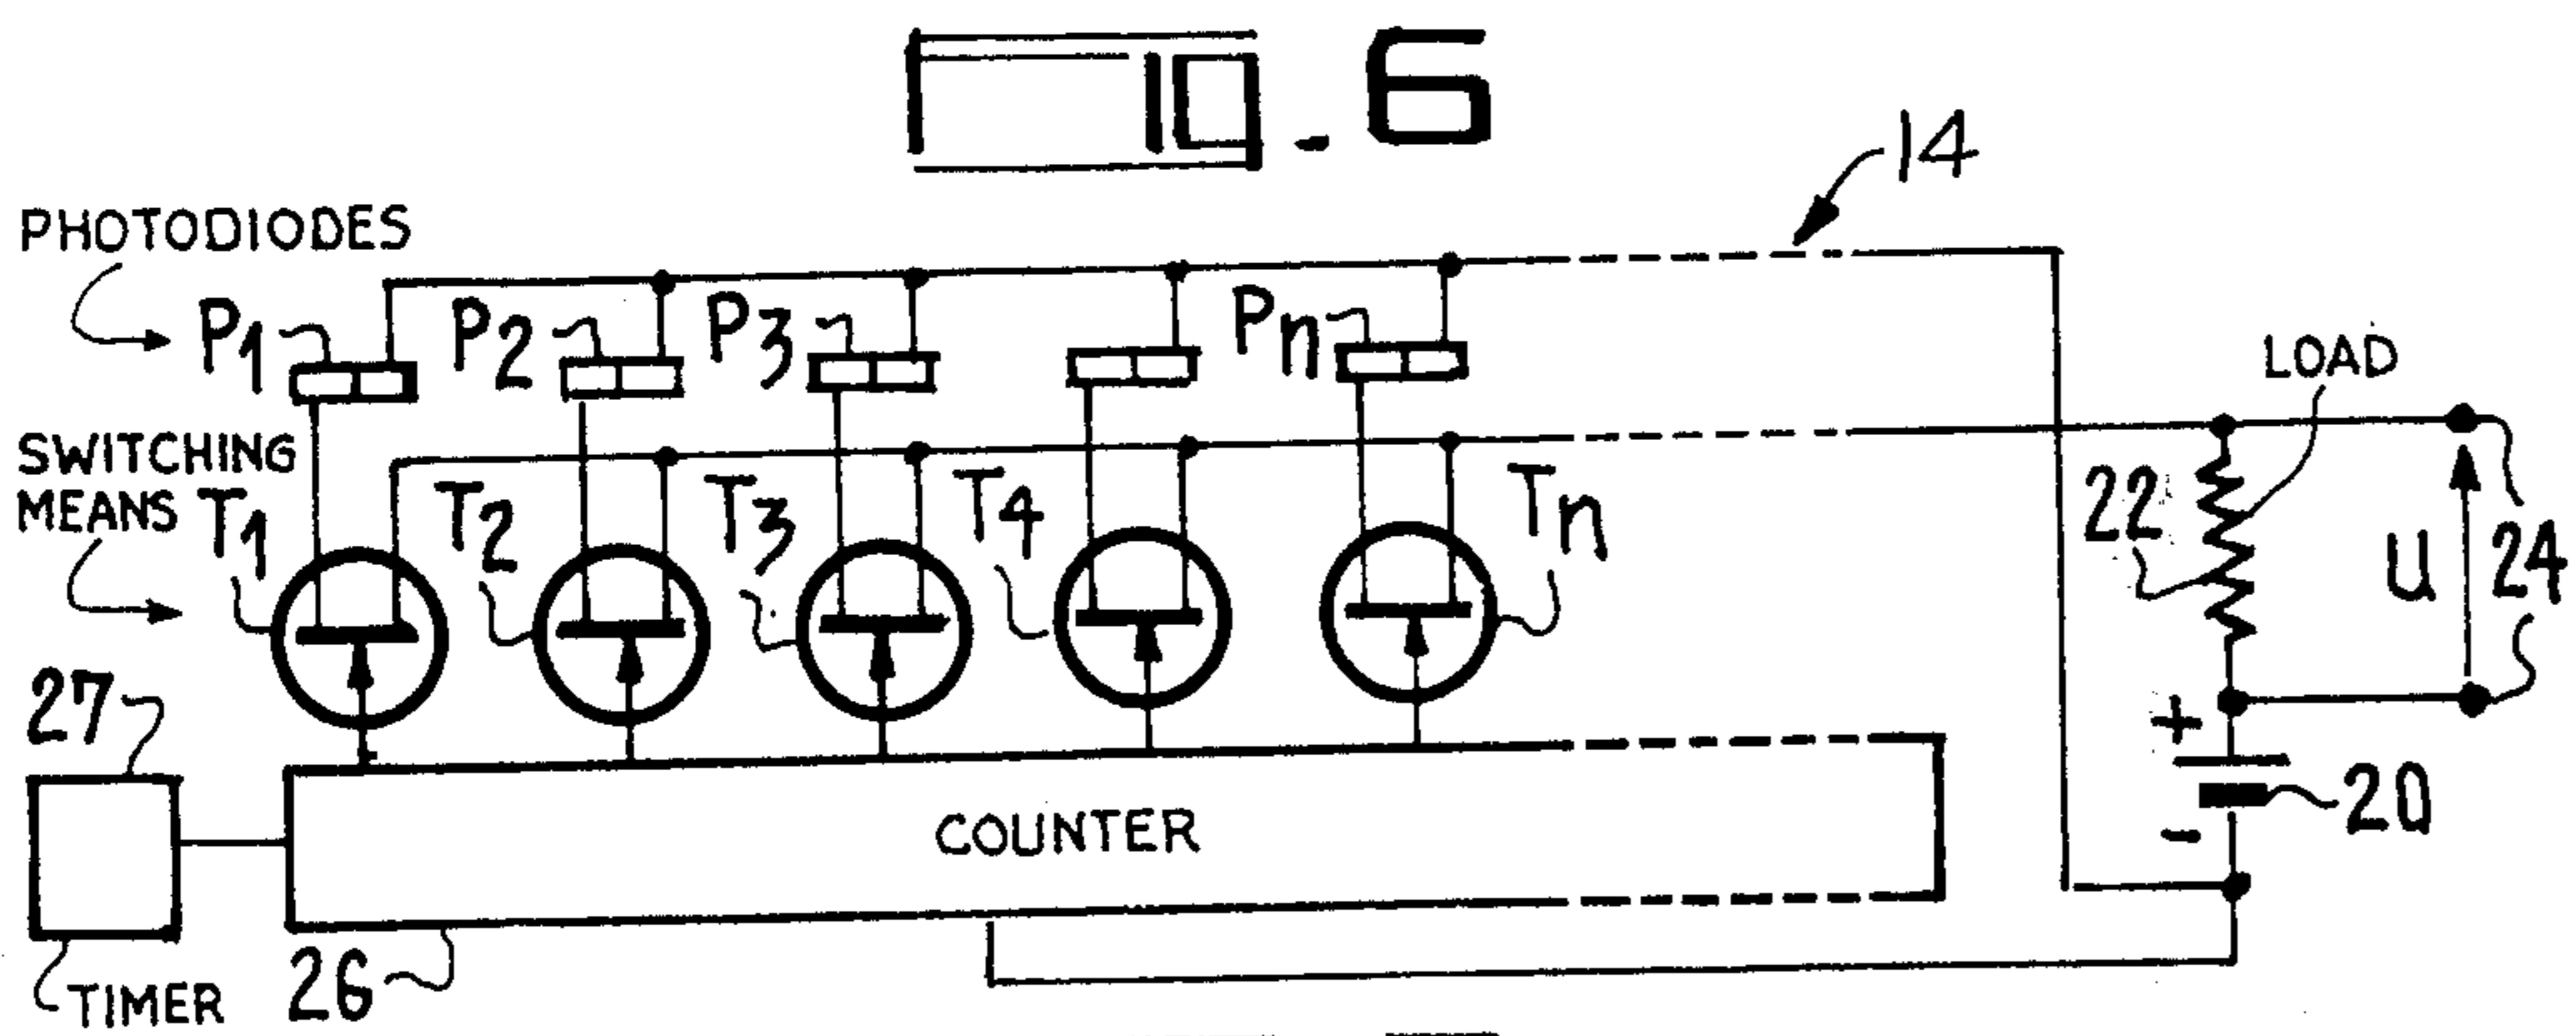 Fig. 6
14
PHOTODIODES
P1 P2 P3 Pn
LOAD
SWITCHING
MEANS
T1 T2 T3 T4 Tn
22
U
24
27
+
20
-
COUNTER
26
TIMER